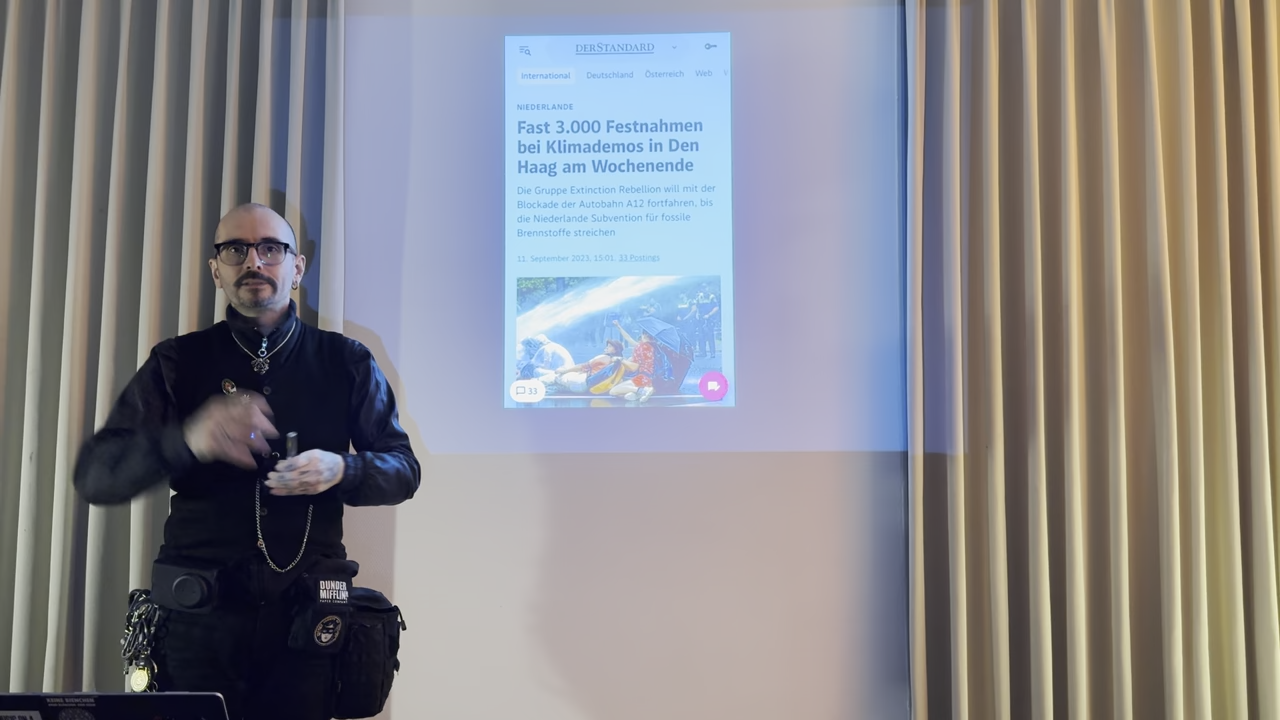 DERSTANDARD
International Deutschland Österreich Web
NIEDERLANDE
Fast 3.000 Festnahmen
bei Klimademos in Den
Haag am Wochenende
Die Gruppe Extinction Rebellion will mit der
Blockade der Autobahn A12 fortfahren, bis
die Niederlande Subvention für fossile
Brennstoffe streichen
11. September 2023, 15:01, 33 Postings
33
DUNDER
MIFFLIN